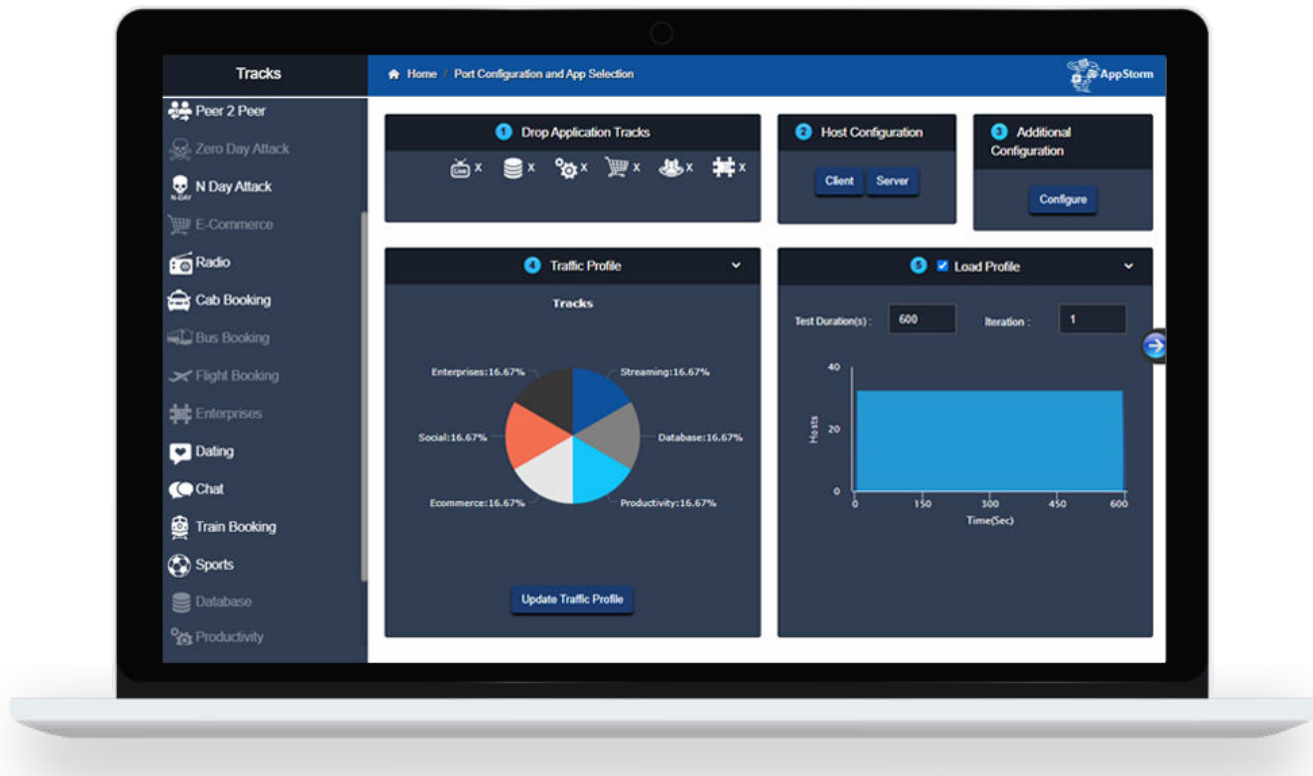 Tracks
Home / Port Configuration and App Selection
AppStorm
Peer 2 Peer
Zero Day Attack
N-DAY
N Day Attack
E-Commerce
Radio
Cab Booking
Bus Booking
Flight Booking
Enterprises
Dating
Chat
Train Booking
Sports
Database
Productivity
1 Drop Application Tracks
Live x x x x x x
2 Host Configuration
Client Server
3 Additional
Configuration
Configure
4 Traffic Profile
Tracks
Enterprises:16.67%
Streaming:16.67%
Social:16.67%
Database:16.67%
Ecommerce:16.67%
Productivity:16.67%
Update Traffic Profile
5 Load Profile
Test Duration(s) : 600 Iteration : 1
40
20
0
Hosts
0 150 300 450 600
Time(Sec)